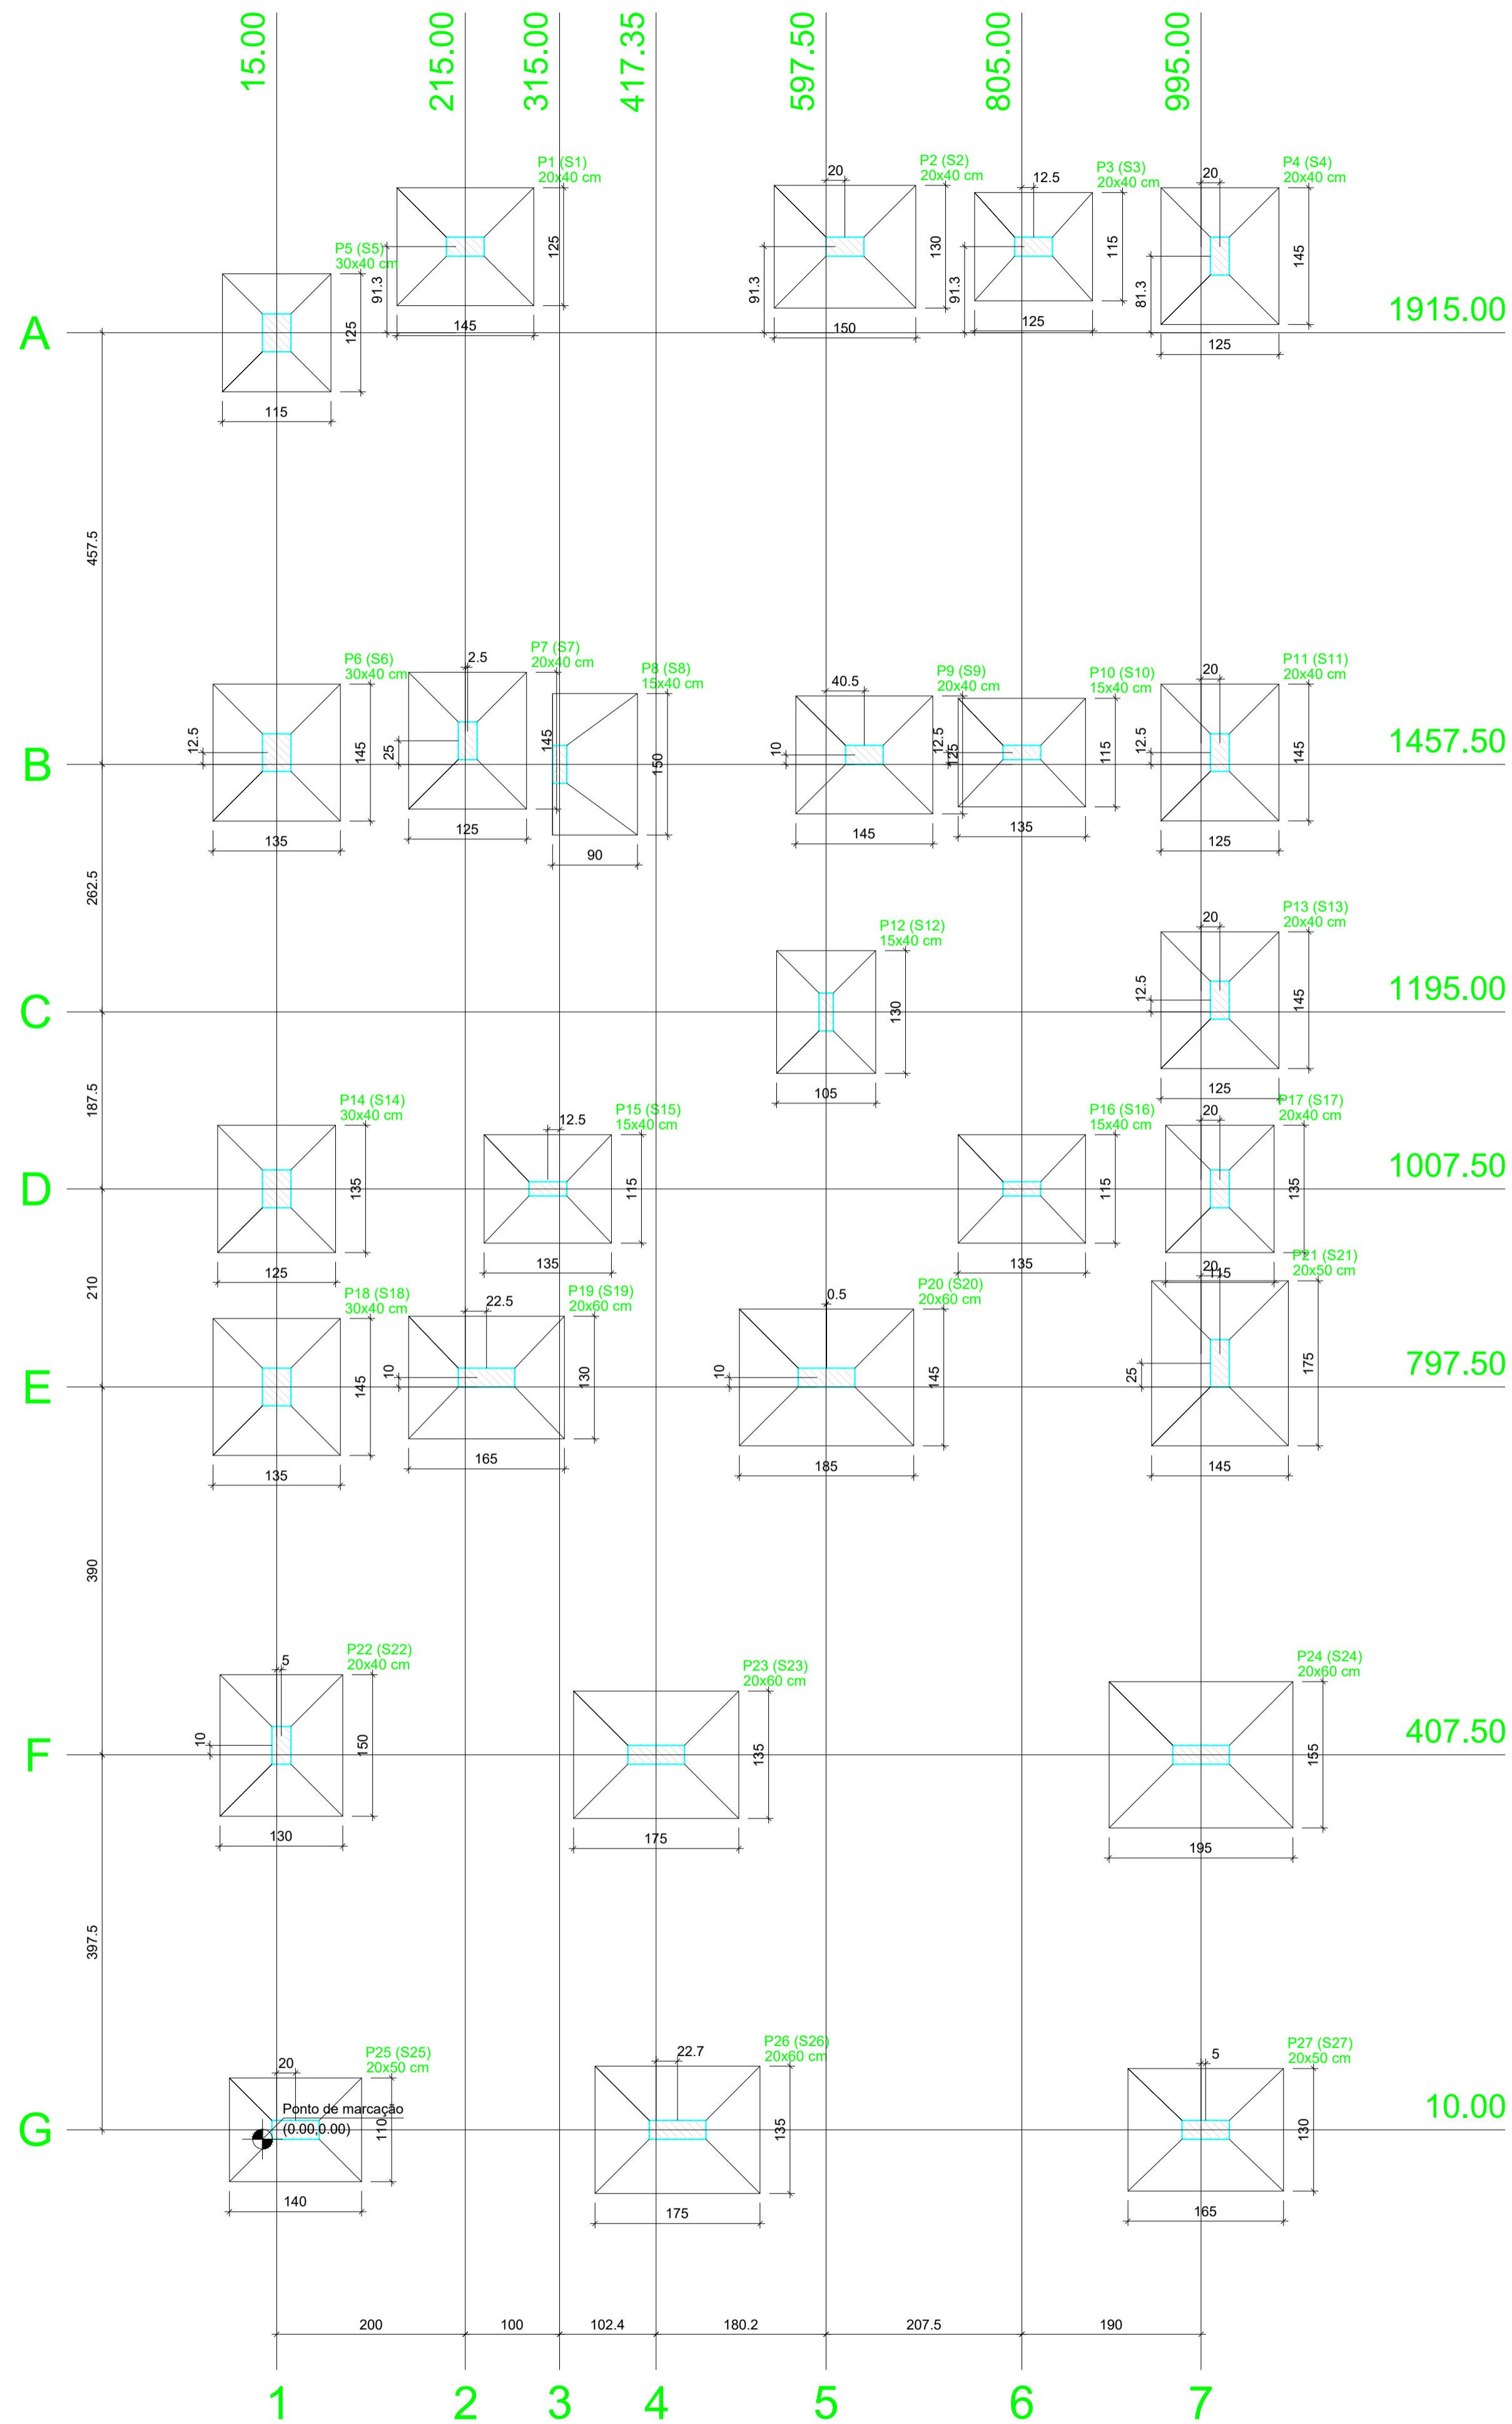 15.00
215.00
315.00
417.35
597.50
805.00
995.00
P1 (S1)
20x40 cm
91.3
125
145
P2 (S2)
20x40 cm
20
91.3
130
150
P3 (S3)
20x40 cm
12.5
91.3
115
125
P4 (S4)
20x40 cm
20
81.3
145
125
P5 (S5)
30x40 cm
125
115
A
1915.00
457.5
P6 (S6)
30x40 cm
12.5
145
135
P7 (S7)
20x40 cm
2.5
25
145
125
P8 (S8)
15x40 cm
150
90
P9 (S9)
20x40 cm
40.5
10
125
145
P10 (S10)
15x40 cm
12.5
115
135
P11 (S11)
20x40 cm
20
12.5
145
125
B
1457.50
262.5
P12 (S12)
15x40 cm
130
105
P13 (S13)
20x40 cm
20
12.5
145
125
C
1195.00
187.5
P14 (S14)
30x40 cm
135
125
P15 (S15)
15x40 cm
12.5
115
135
P16 (S16)
15x40 cm
115
135
P17 (S17)
20x40 cm
20
135
115
D
1007.50
210
P18 (S18)
30x40 cm
145
135
P19 (S19)
20x60 cm
22.5
10
130
165
P20 (S20)
20x60 cm
0.5
10
145
185
P21 (S21)
20x50 cm
20
25
175
145
E
797.50
390
P22 (S22)
20x40 cm
5
10
150
130
P23 (S23)
20x60 cm
135
175
P24 (S24)
20x60 cm
155
195
F
407.50
397.5
P25 (S25)
20x50 cm
20
Ponto de marcação
(0.00,0.00)
110
140
P26 (S26)
20x60 cm
22.7
135
175
P27 (S27)
20x50 cm
5
130
165
G
10.00
200
100
102.4
180.2
207.5
190
1
2
3
4
5
6
7